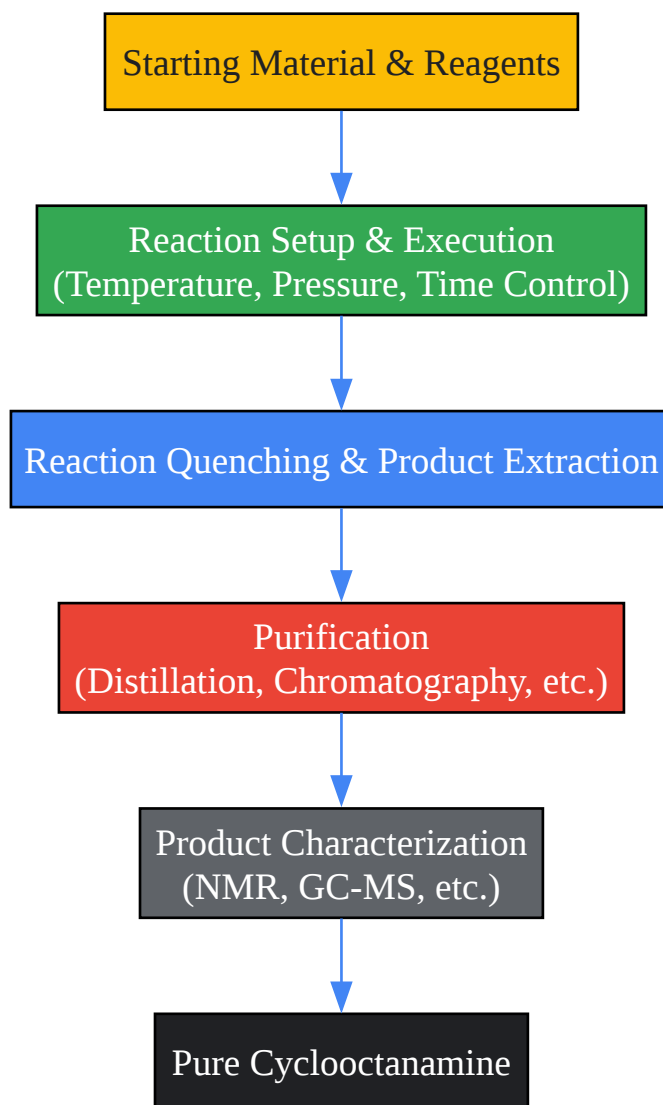 Starting Material & Reagents
Reaction Setup & Execution
(Temperature, Pressure, Time Control)
Reaction Quenching & Product Extraction
Purification
(Distillation, Chromatography, etc.)
Product Characterization
(NMR, GC-MS, etc.)
Pure Cyclooctanamine